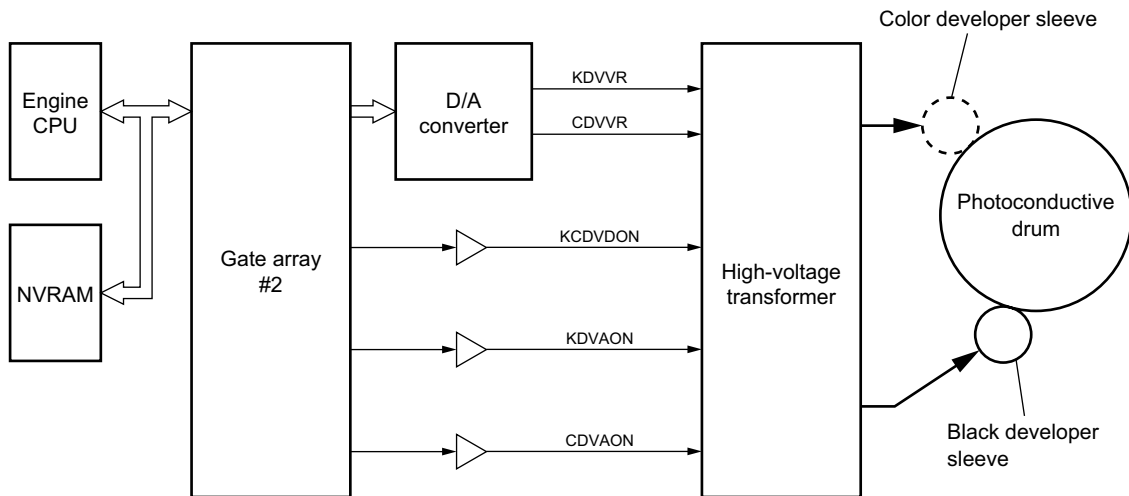 Color developer sleeve
Engine
CPU
D/A
converter
KDVVR
CDVVR
Photoconductive
drum
Gate array
#2
KCDVDON
High-voltage
transformer
NVRAM
KDVAON
CDVAON
Black developer
sleeve